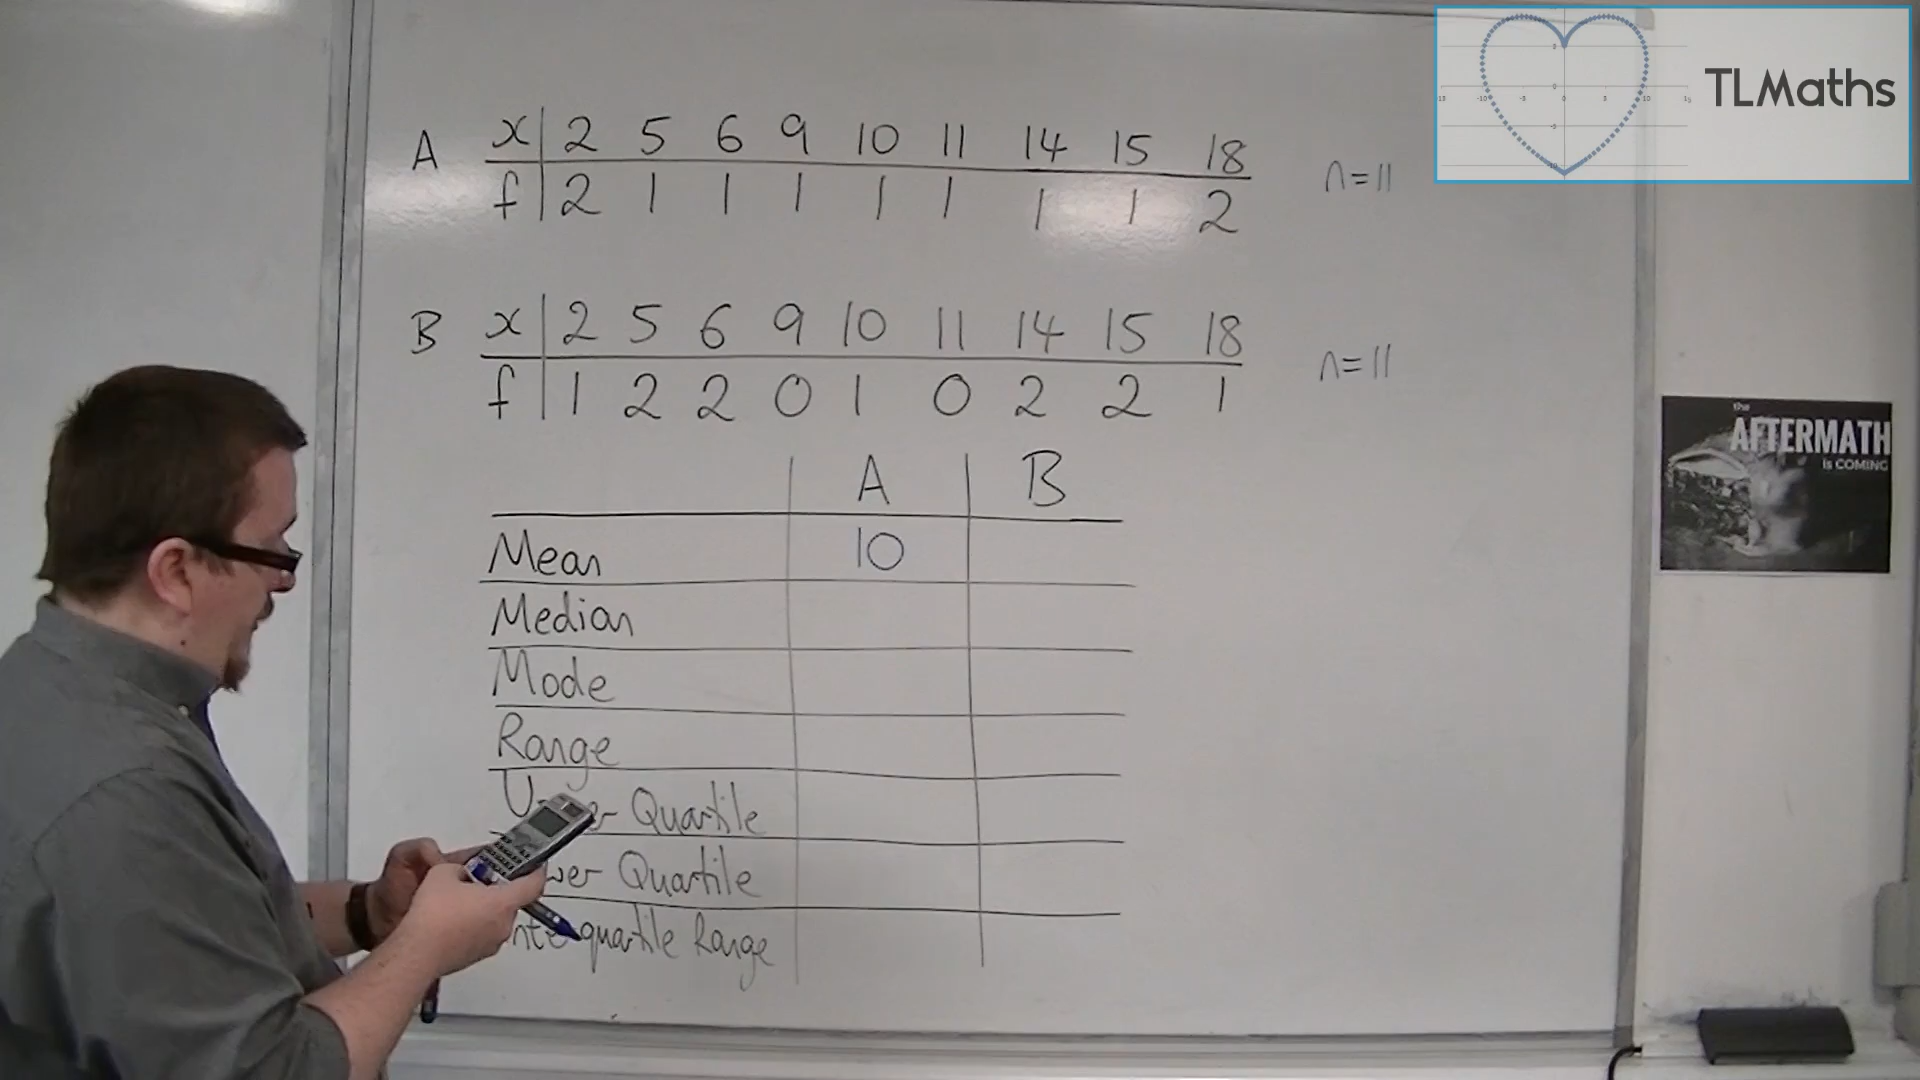 TLMaths
A x 2 5 6 9 10 11 14 15 18
f 2 1 1 1 1 1 1 1 2 n=11
B x 2 5 6 9 10 11 14 15 18
f 1 2 2 0 1 0 2 2 1 n=11
the
AFTERMATH
is COMING
A B
Mean 10
Median
Mode
Range
Quartile
Quartile
Range